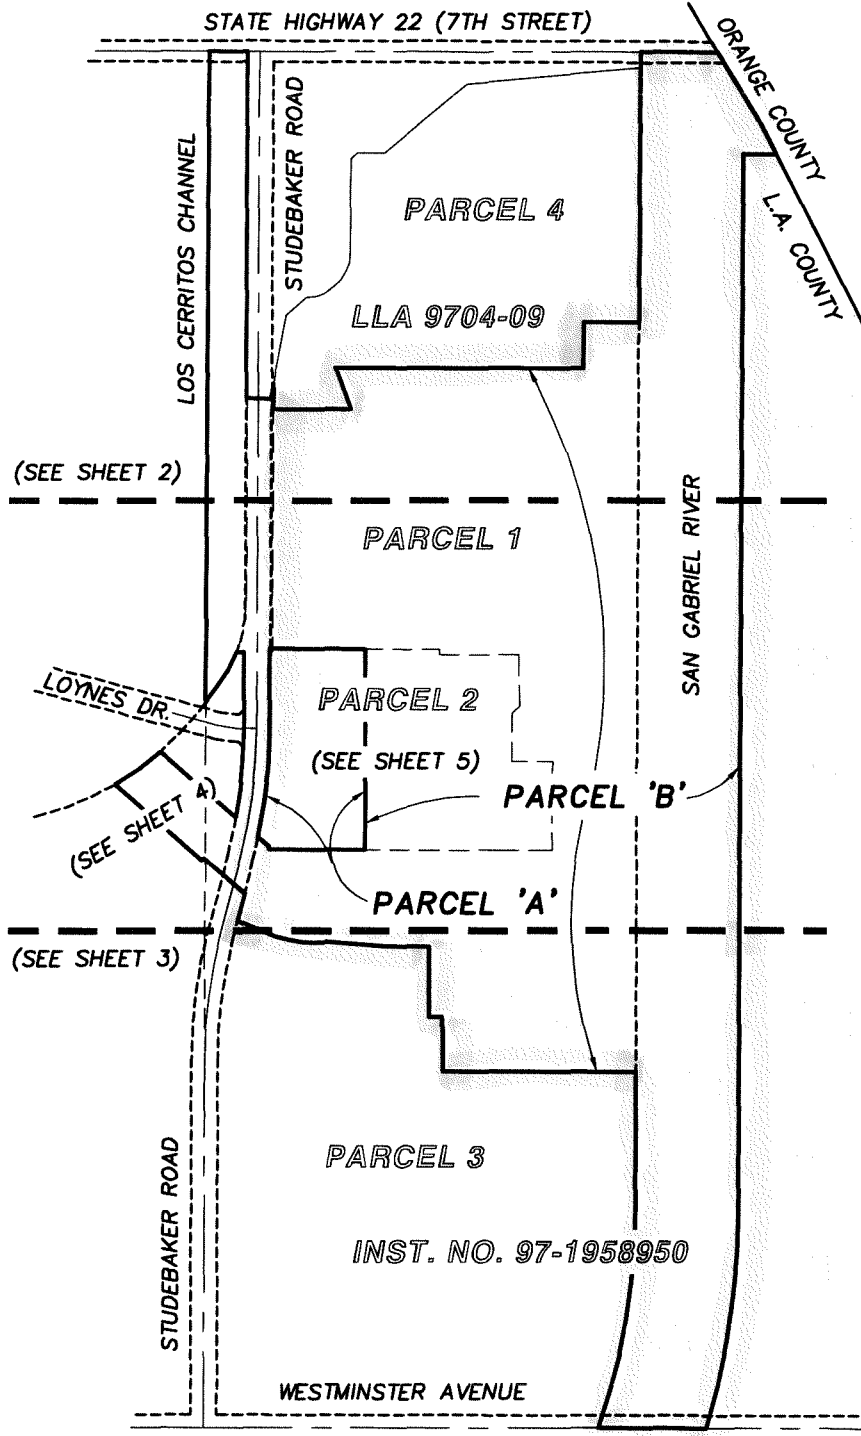 STATE HIGHWAY 22 (7TH STREET)
ORANGE COUNTY
L.A. COUNTY
LOS CERRITOS CHANNEL
STUDEBAKER ROAD
PARCEL 4
LLA 9704-09
(SEE SHEET 2)
PARCEL 1
SAN GABRIEL RIVER
LOYNES DR.
PARCEL 2
(SEE SHEET 5)
(SEE SHEET 4)
PARCEL 'B'
PARCEL 'A'
(SEE SHEET 3)
PARCEL 3
STUDEBAKER ROAD
INST. NO. 97-1958950
WESTMINSTER AVENUE